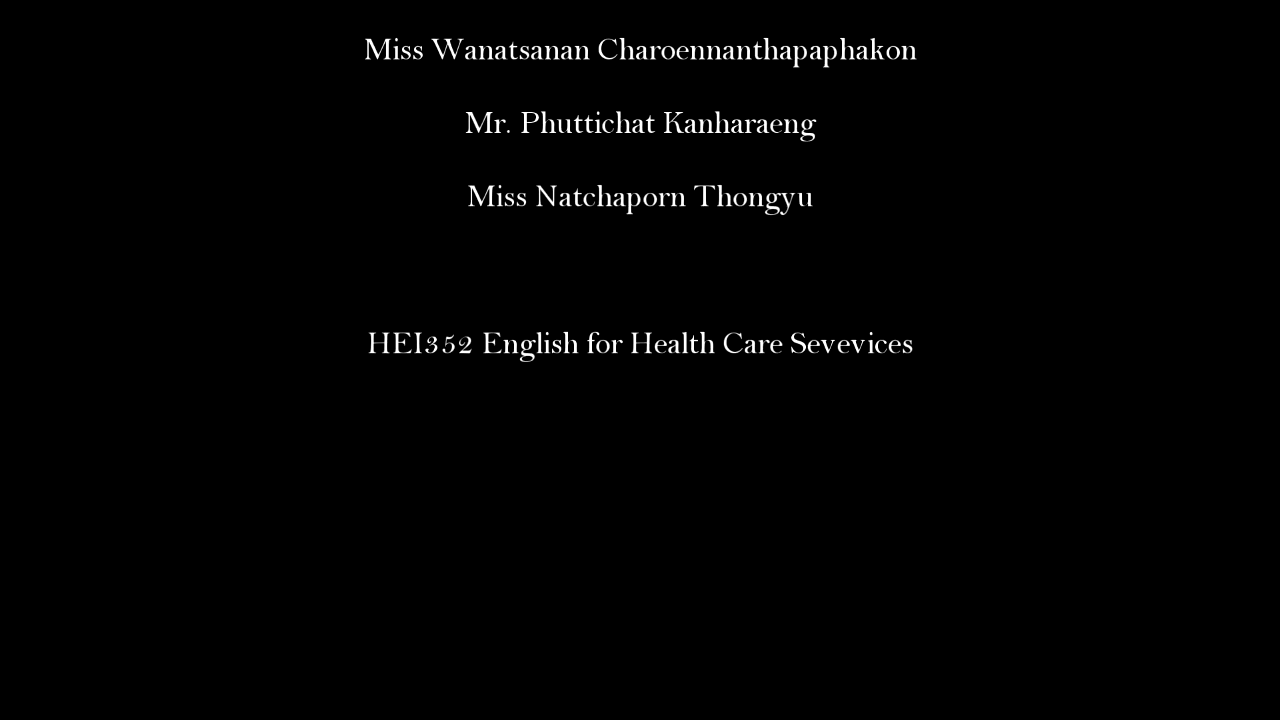 Miss Wanatsanan Charoennanthapaphakon
Mr. Phuttichat Kanharaeng
Miss Natchaporn Thongyu
HEI352 English for Health Care Sevevices